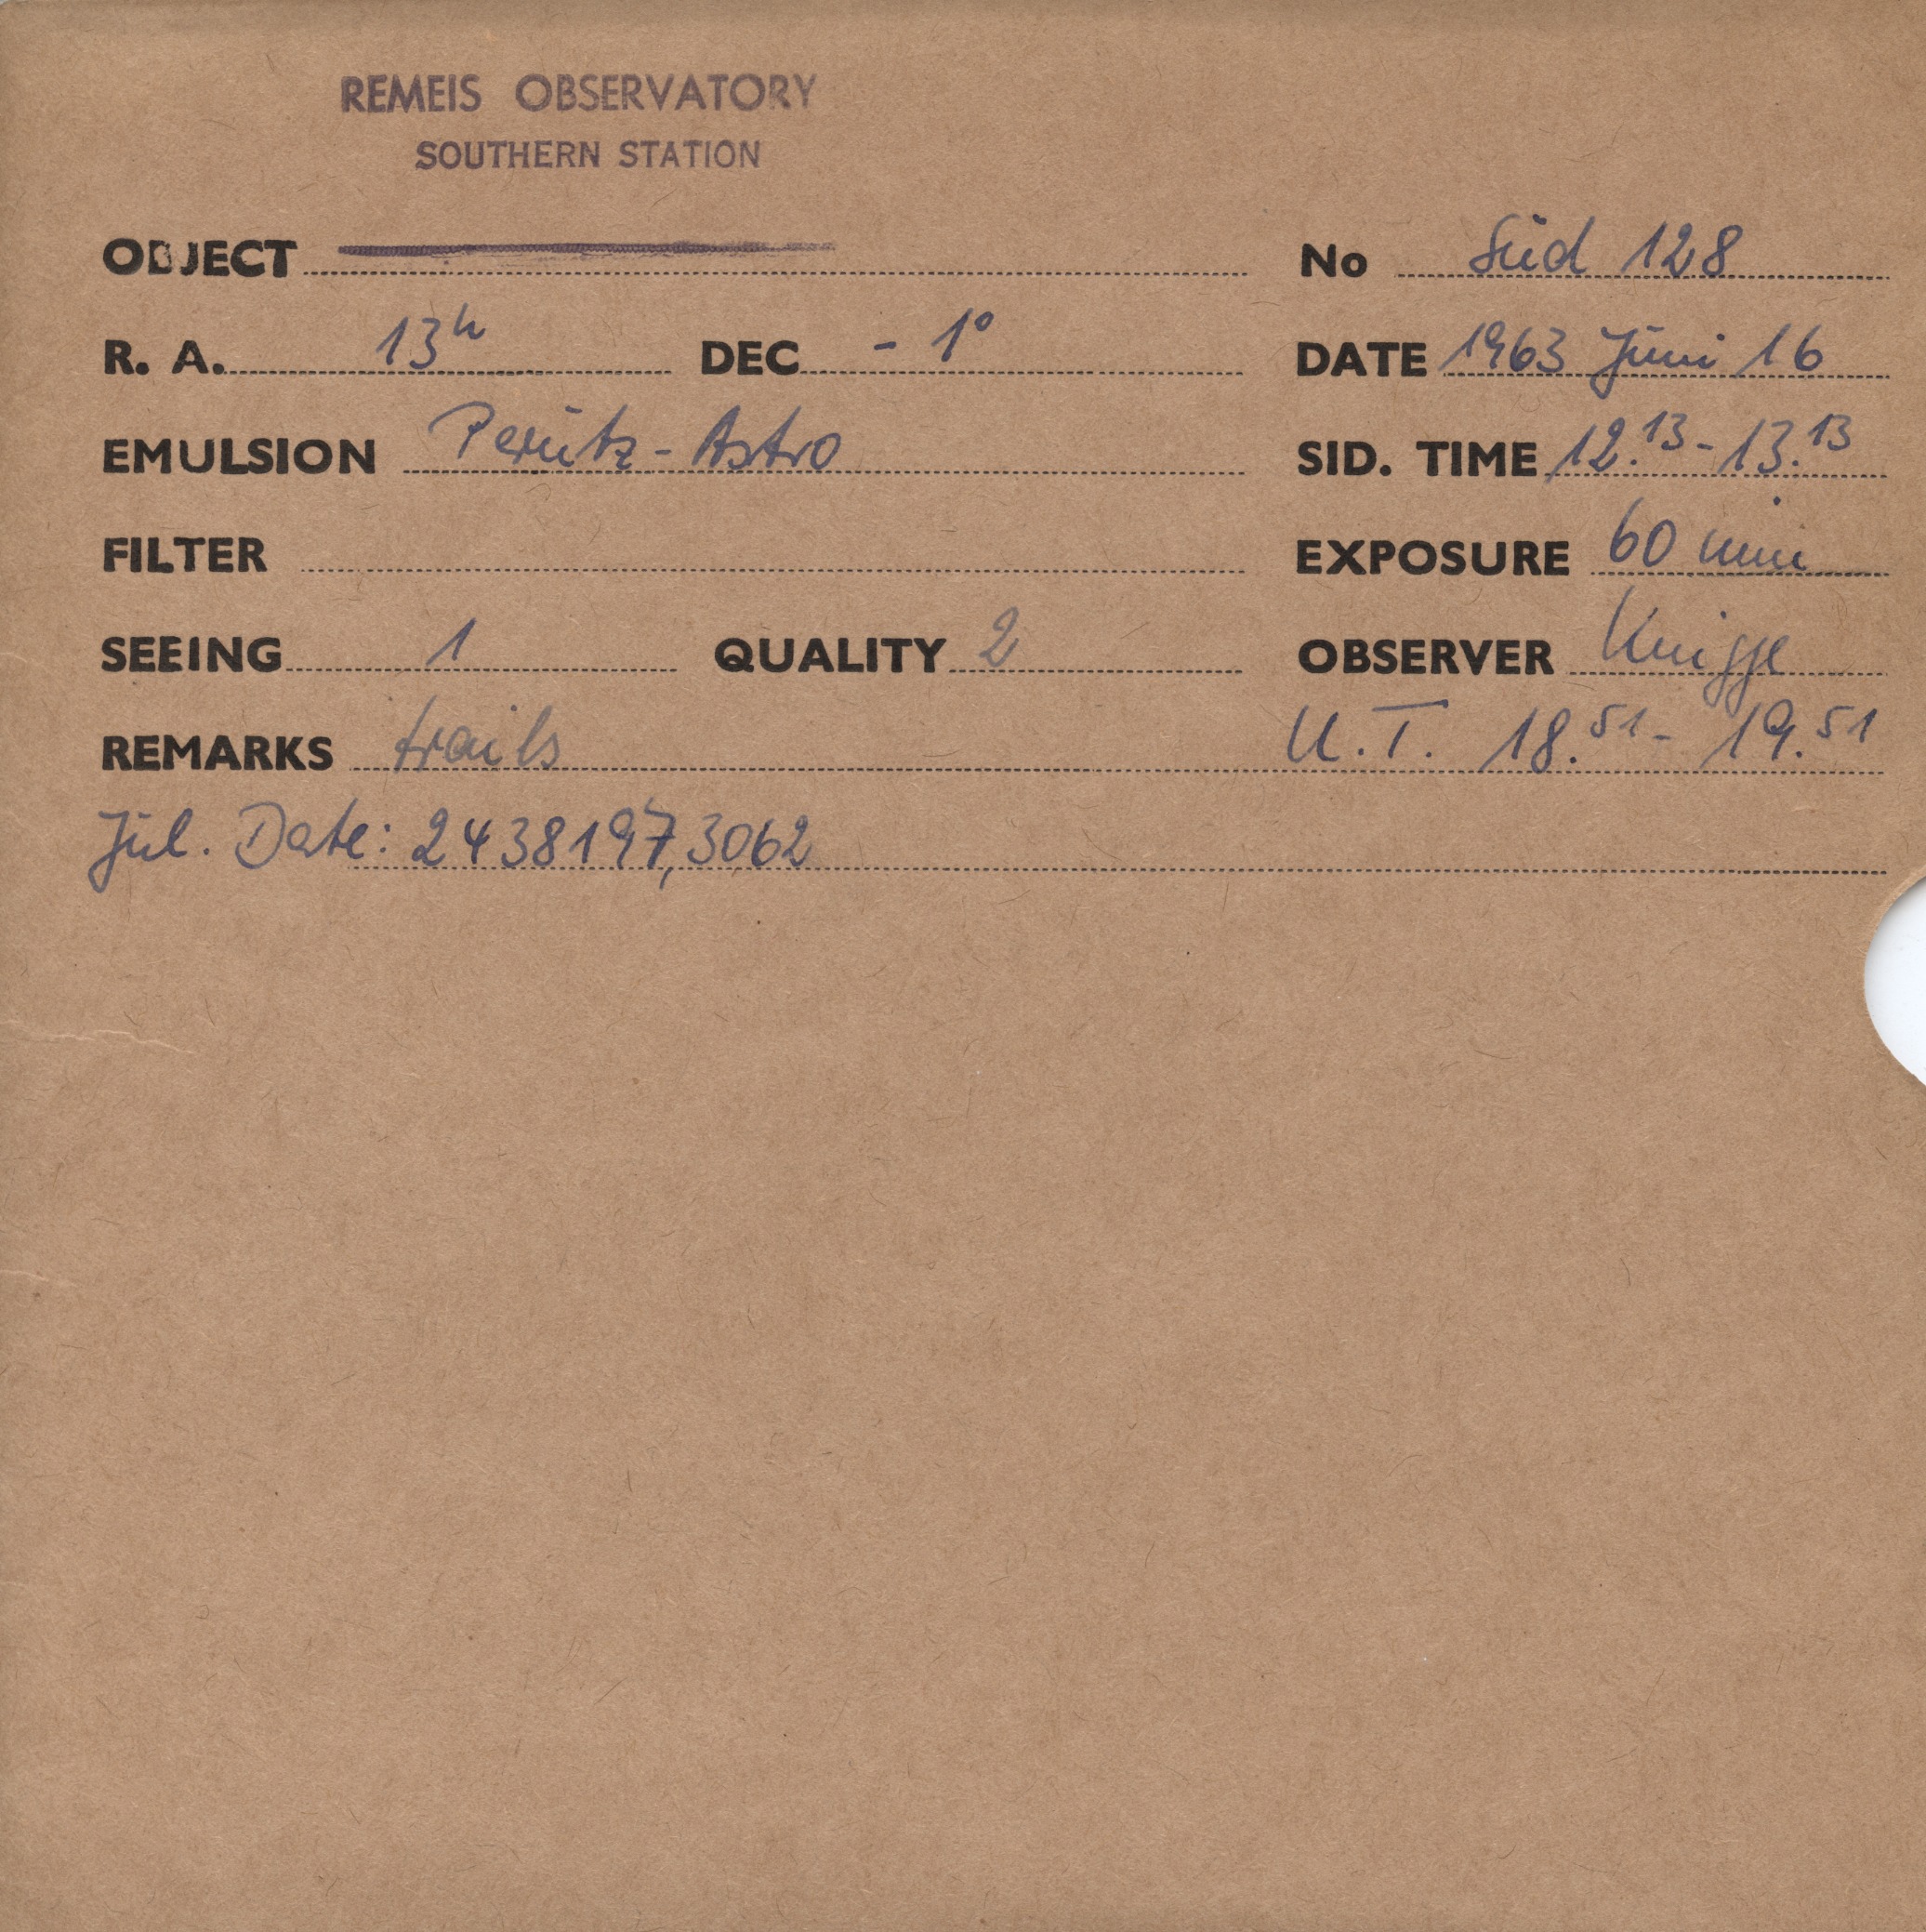 REMEIS OBSERVATORY
SOUTHERN STATION
OBJECT No Süd 128
R. A. 13h DEC - 1° DATE 1963 Juni 16
EMULSION Perutz-Astro SID. TIME 12.13-13.13
FILTER EXPOSURE 60 min
SEEING 1 QUALITY 2 OBSERVER Knigge
REMARKS trails U.T. 18.51- 19.51
Jul. Date: 2438197,3062